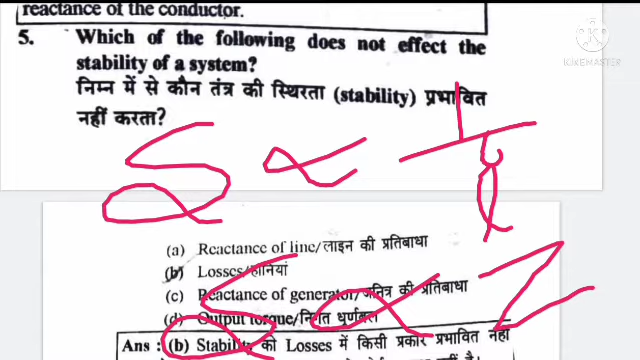 reactance of the conductor.
5. Which of the following does not effect the
stability of a system?
निम्न में से कौन तंत्र की स्थिरता (stability) प्रभावित
नहीं करता?
KINEMASTER
S ∝ 1/
(a) Reactance of line/लाइन की प्रतिबाधा
(b) Losses/हानियां
(c) Reactance of generator/जनित्र की प्रतिबाधा
(d) Output torque/निर्गत धूर्णबल
S ∝ Z
Ans : (b) Stability को Losses में किसी प्रकार प्रभावित नहीं